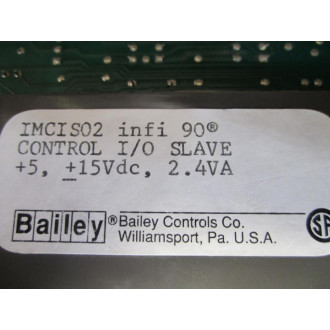 IMCIS02 infi 90®
CONTROL I/O SLAVE
+5, ±15Vdc, 2.4VA
Bailey® Bailey Controls Co.
Williamsport, Pa. U.S.A.